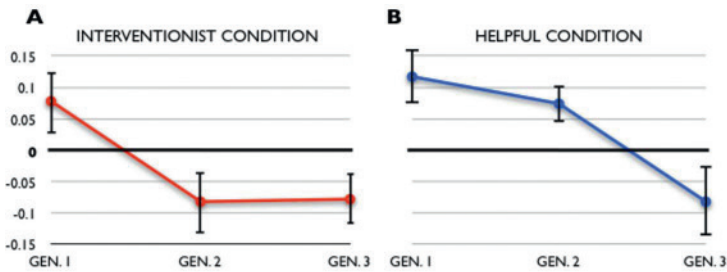 A
INTERVENTIONIST CONDITION
0.15
0.1
0.05
0
-0.05
-0.1
-0.15
GEN. 1
GEN. 2
GEN. 3
B
HELPFUL CONDITION
GEN. 1
GEN. 2
GEN. 3